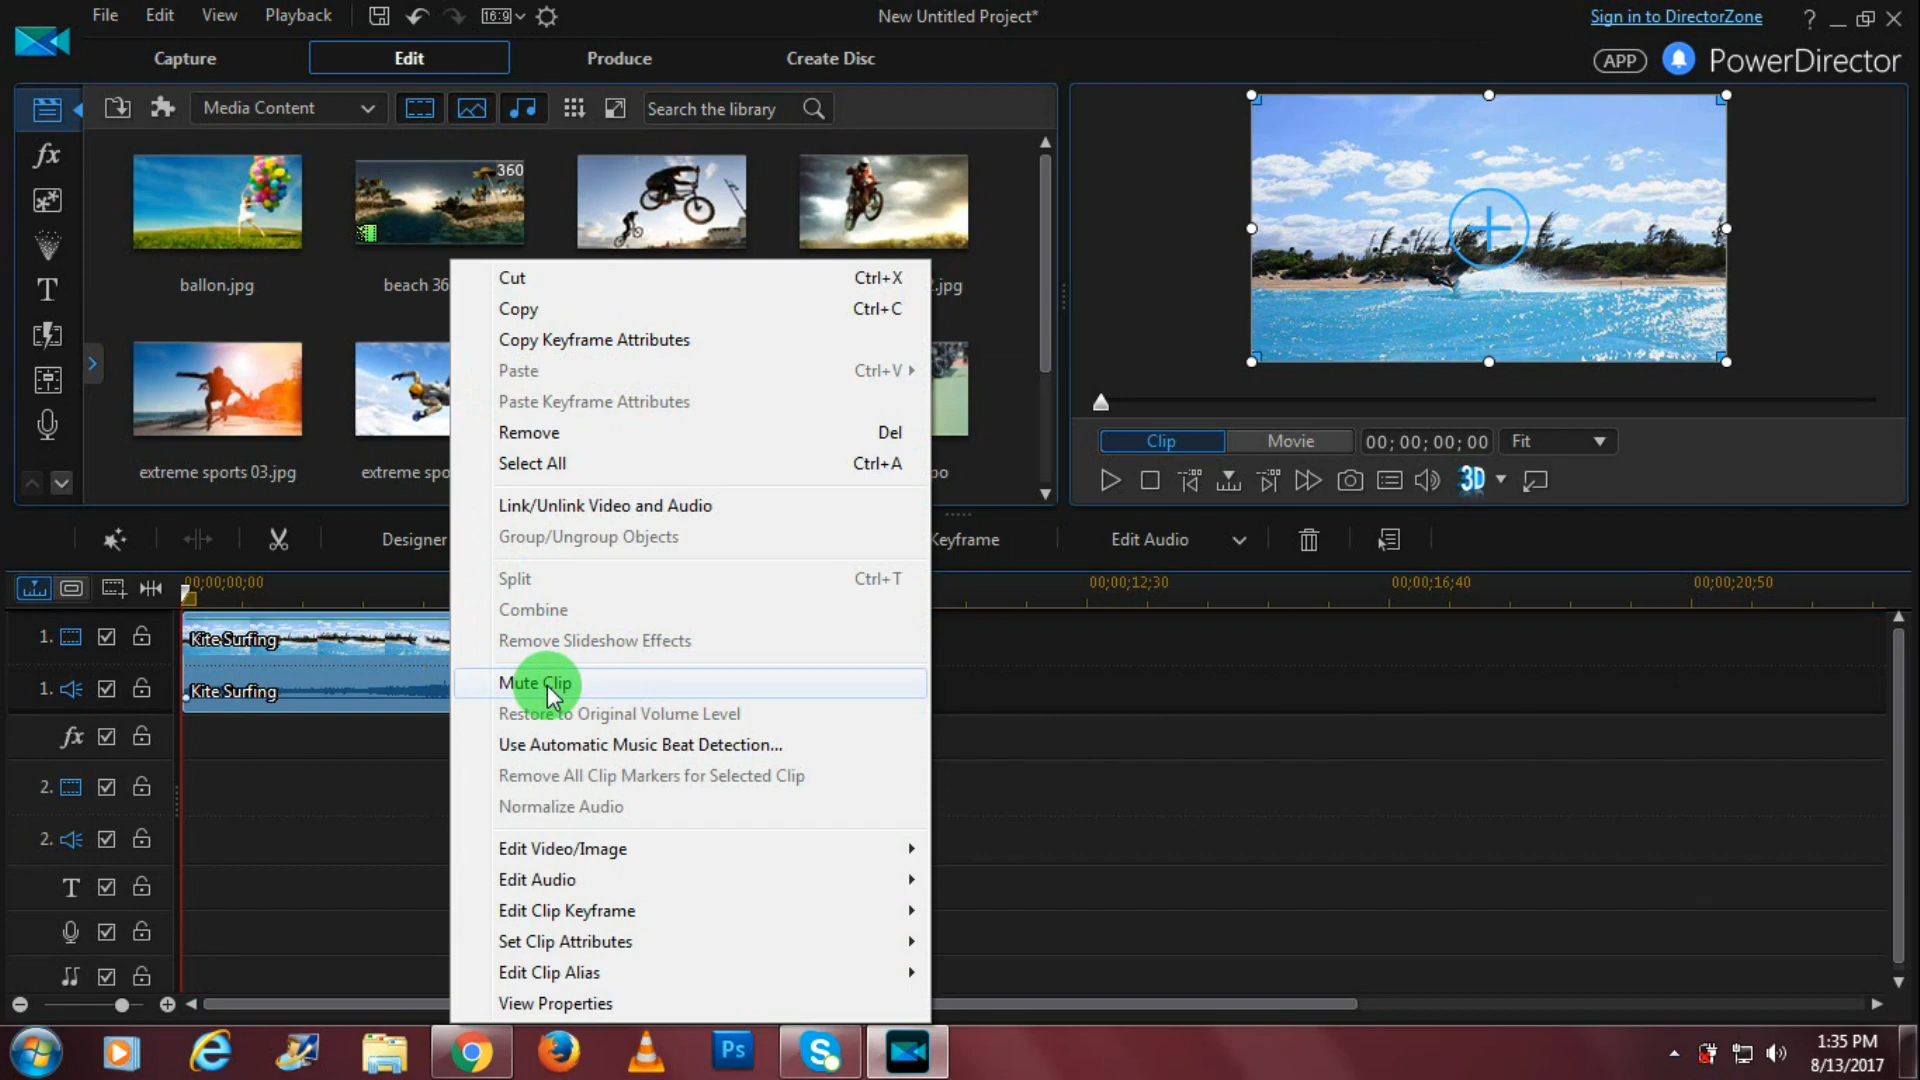 File Edit View Playback 16:9 New Untitled Project* Sign in to DirectorZone ?
Capture Edit Produce Create Disc APP PowerDirector
Media Content Search the library
360
ballon.jpg beach 36 .jpg
extreme sports 03.jpg extreme spo
Cut Ctrl+X
Copy Ctrl+C
Copy Keyframe Attributes
Paste Ctrl+V
Paste Keyframe Attributes
Remove Del
Select All Ctrl+A
Link/Unlink Video and Audio
Group/Ungroup Objects
Split Ctrl+T
Combine
Remove Slideshow Effects
Mute Clip
Restore to Original Volume Level
Use Automatic Music Beat Detection...
Remove All Clip Markers for Selected Clip
Normalize Audio
Edit Video/Image
Edit Audio
Edit Clip Keyframe
Set Clip Attributes
Edit Clip Alias
View Properties
Clip Movie 00; 00; 00; 00 Fit
3D
Designer Keyframe Edit Audio
00;00;00;00 00;00;12;30 00;00;16;40 00;00;20;50
1. Kite Surfing
1. Kite Surfing
fx
2.
2.
T
Ps
1:35 PM
8/13/2017